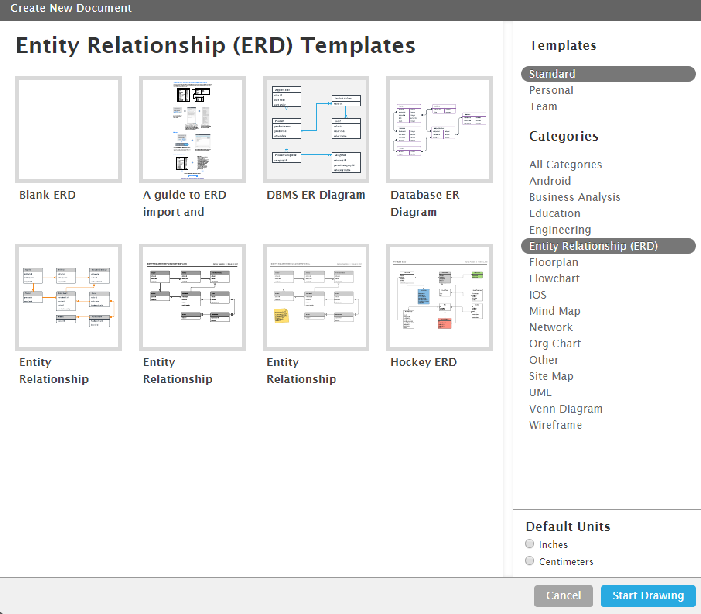 Create New Document
Entity Relationship (ERD) Templates
Blank ERD
A guide to ERD
import and
DBMS ER Diagram
Database ER
Diagram
Entity
Relationship
Entity
Relationship
Entity
Relationship
Hockey ERD
Templates
Standard
Personal
Team
Categories
All Categories
Android
Business Analysis
Education
Engineering
Entity Relationship (ERD)
Floorplan
Flowchart
iOS
Mind Map
Network
Org Chart
Other
Site Map
UML
Venn Diagram
Wireframe
Default Units
Inches
Centimeters
Cancel
Start Drawing